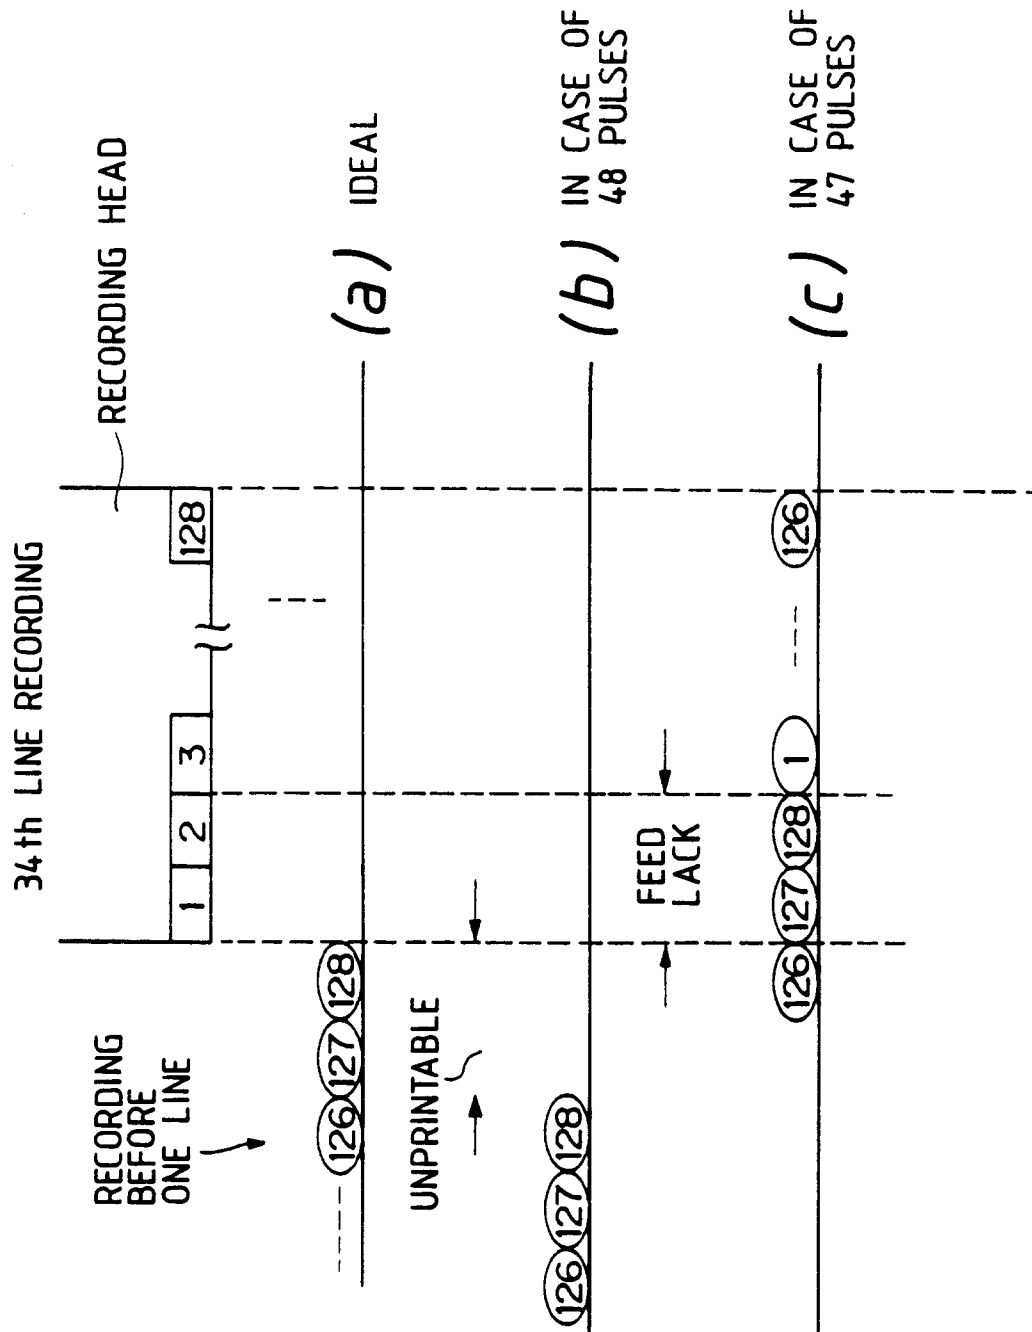 34th LINE RECORDING
RECORDING HEAD
1 2 3 128
RECORDING
BEFORE
ONE LINE
126 127 128
(a) IDEAL
UNPRINTABLE
126 127 128
(b) IN CASE OF
48 PULSES
FEED
LACK
126 127 128 1 126
(c) IN CASE OF
47 PULSES